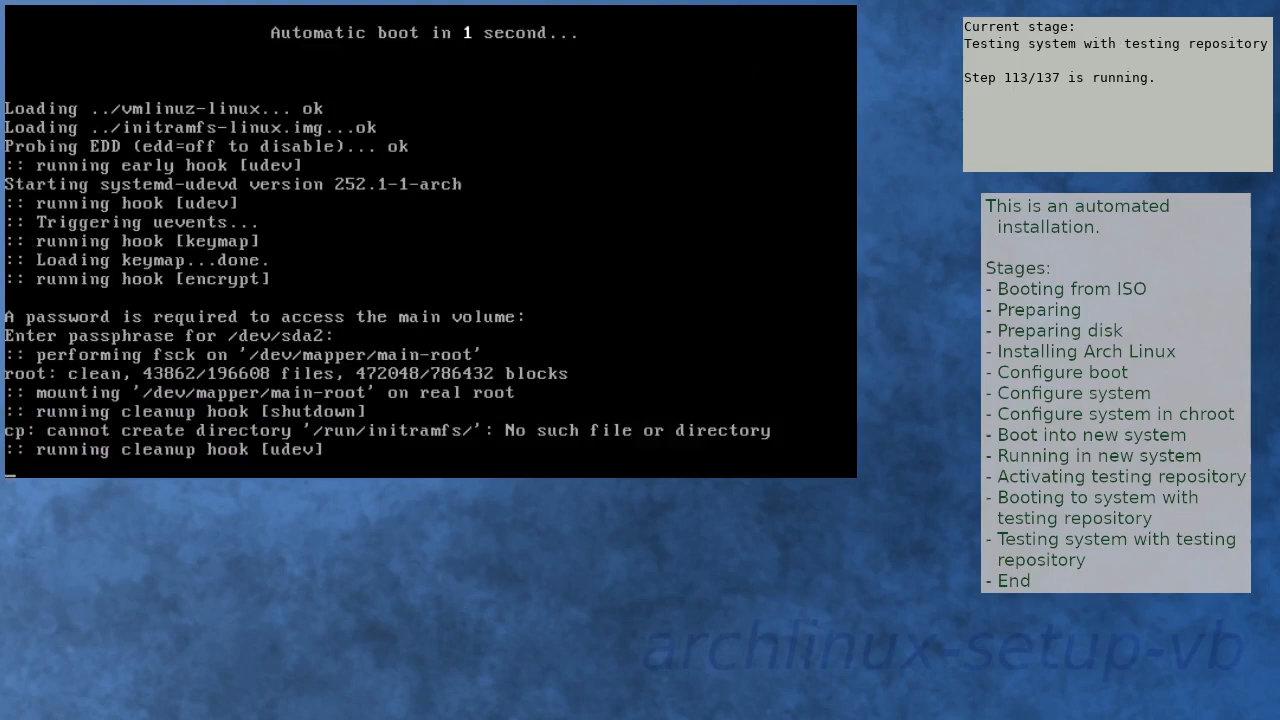 Automatic boot in 1 second...
Loading ../vmlinuz-linux... ok
Loading ../initramfs-linux.img...ok
Probing EDD (edd=off to disable)... ok
:: running early hook [udev]
Starting systemd-udevd version 252.1-1-arch
:: running hook [udev]
:: Triggering uevents...
:: running hook [keymap]
:: Loading keymap...done.
:: running hook [encrypt]
A password is required to access the main volume:
Enter passphrase for /dev/sda2:
:: performing fsck on '/dev/mapper/main-root'
root: clean, 43862/196608 files, 472048/786432 blocks
:: mounting '/dev/mapper/main-root' on real root
:: running cleanup hook [shutdown]
cp: cannot create directory '/run/initramfs/': No such file or directory
:: running cleanup hook [udev]
Current stage:
Testing system with testing repository
Step 113/137 is running.
This is an automated
installation.
Stages:
- Booting from ISO
- Preparing
- Preparing disk
- Installing Arch Linux
- Configure boot
- Configure system
- Configure system in chroot
- Boot into new system
- Running in new system
- Activating testing repository
- Booting to system with
testing repository
- Testing system with testing
repository
- End
archlinux-setup-vb